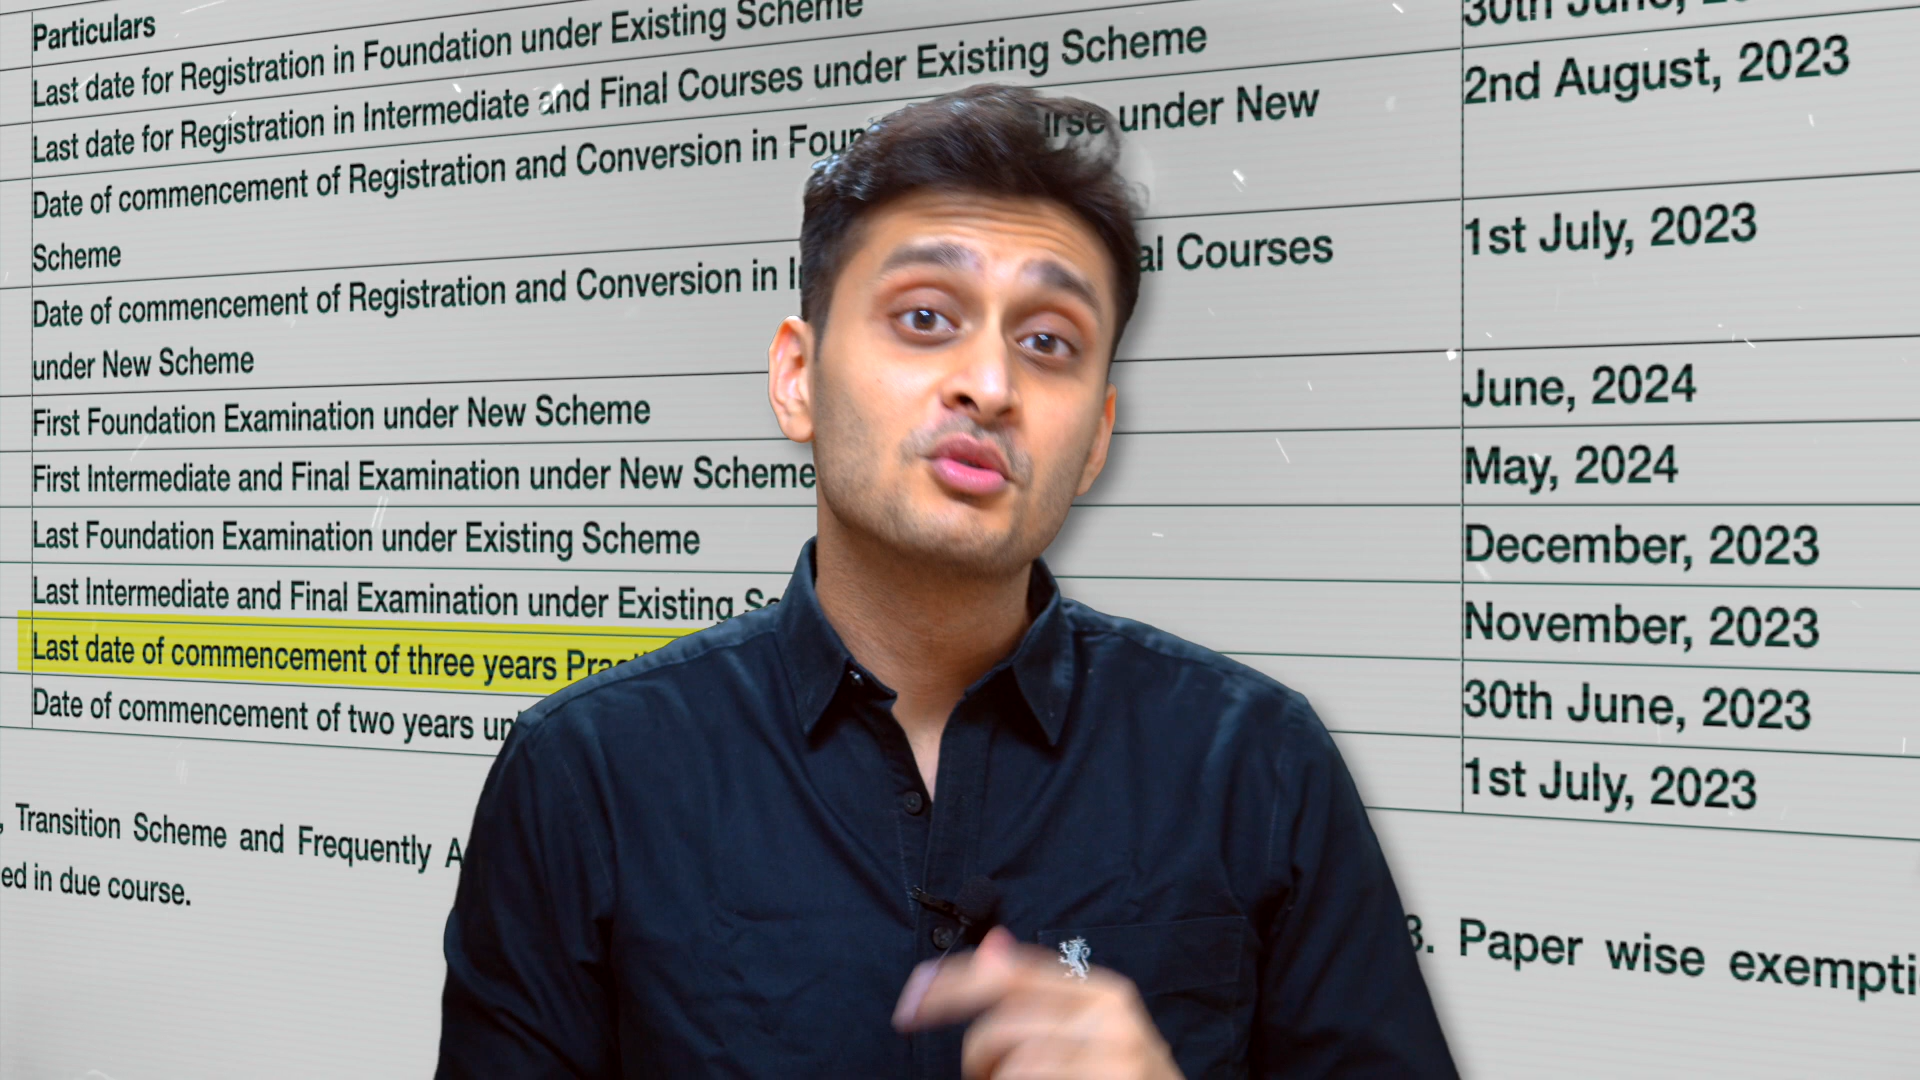 Particulars
Last date for Registration in Foundation under Existing Scheme
30th June,
Last date for Registration in Intermediate and Final Courses under Existing Scheme
2nd August, 2023
Date of commencement of Registration and Conversion in under New
Scheme
1st July, 2023
Date of commencement of Registration and Conversion in Courses
under New Scheme
First Foundation Examination under New Scheme
June, 2024
First Intermediate and Final Examination under New Scheme
May, 2024
Last Foundation Examination under Existing Scheme
December, 2023
Last Intermediate and Final Examination under Existing
November, 2023
Last date of commencement of three years
30th June, 2023
Date of commencement of two years
1st July, 2023
, Transition Scheme and Frequently
ed in due course.
3. Paper wise exempti